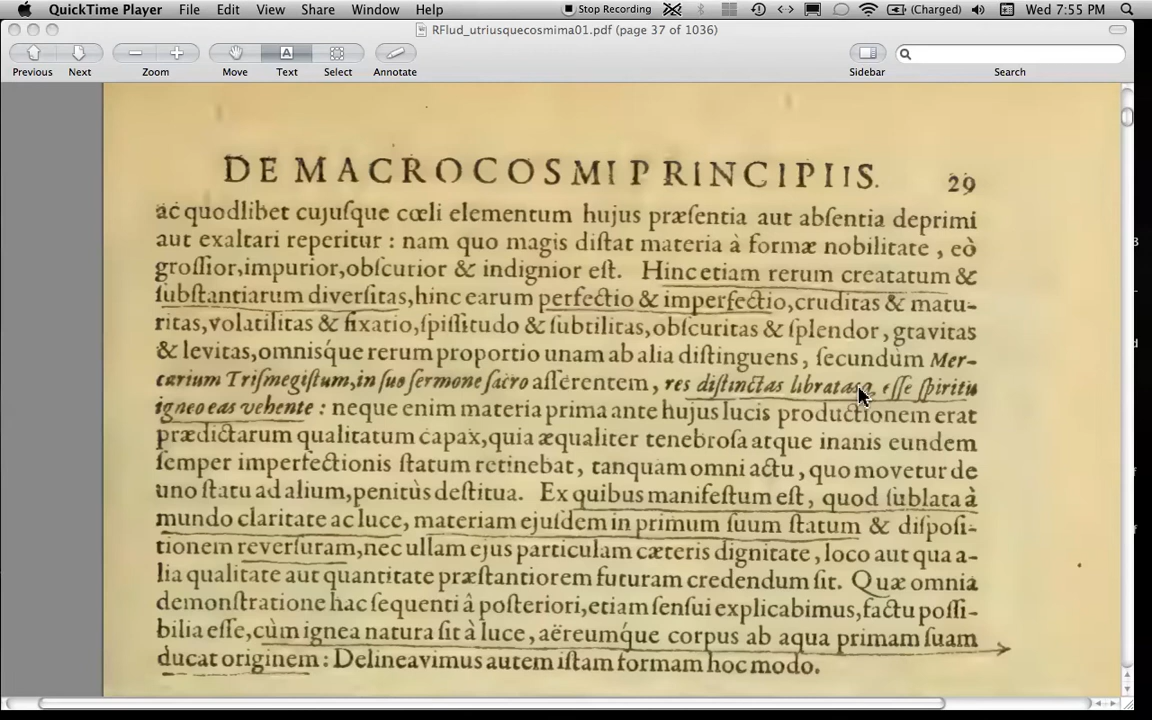 QuickTime Player File Edit View Share Window Help Stop Recording (Charged) Wed 7:55 PM
RFlud_utriusquecosmima01.pdf (page 37 of 1036)
Previous Next Zoom Move Text Select Annotate Sidebar Search
DE MACROCOSMI PRINCIPIIS. 29
ac quodlibet cujuſque cœli elementum hujus præſentia aut abſentia deprimi
aut exaltari reperitur : nam quo magis diſtat materia à formæ nobilitate , eò
groſſior,impurior,obſcurior & indignior eſt. Hinc etiam rerum creatatum &
ſubſtantiarum diverſitas,hinc earum perfectio & imperfectio,cruditas & matu-
ritas,volatilitas & fixatio,ſpiſſitudo & ſubtilitas,obſcuritas & ſplendor , gravitas
& levitas,omnisq́ue rerum proportio unam ab alia diſtinguens , ſecundùm Mer-
curium Triſmegiſtum,in ſuo ſermone ſacro aſſerentem , res diſtinctas eſſe ſpiritu
igneo eas vehente : neque enim materia prima ante hujus lucis productionem erat
prædictarum qualitatum capax,quia æqualiter tenebroſa atque inanis eundem
ſemper imperfectionis ſtatum retinebat , tanquam omni actu , quo movetur de
uno ſtatu ad alium,penitùs deſtitua. Ex quibus manifeſtum eſt , quod ſublata à
mundo claritate ac luce, materiam ejuſdem in primum ſuum ſtatum & diſpoſi-
tionem reverſuram,nec ullam ejus particulam cæteris dignitate , loco aut qua a-
lia qualitate aut quantitate præſtantiorem futuram credendum ſit. Quæ omnia
demonſtratione hac ſequenti â poſteriori,etiam ſenſui explicabimus,factu poſſi-
bilia eſſe,cùm ignea natura ſit à luce , aëreumq́ue corpus ab aqua primam ſuam
ducat originem : Delineavimus autem iſtam formam hoc modo.